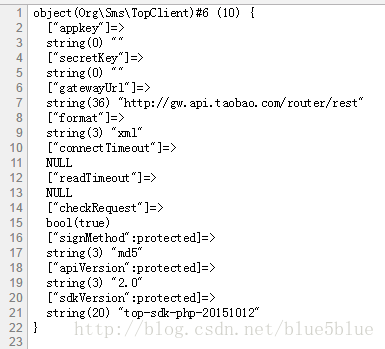 1 object(Org\Sms\TopClient)#6 (10) {
2 ["appkey"]=>
3 string(0) ""
4 ["secretKey"]=>
5 string(0) ""
6 ["gatewayUrl"]=>
7 string(36) "http://gw.api.taobao.com/router/rest"
8 ["format"]=>
9 string(3) "xml"
10 ["connectTimeout"]=>
11 NULL
12 ["readTimeout"]=>
13 NULL
14 ["checkRequest"]=>
15 bool(true)
16 ["signMethod":protected]=>
17 string(3) "md5"
18 ["apiVersion":protected]=>
19 string(3) "2.0"
20 ["sdkVersion":protected]=>
21 string(20) "top-sdk-php-20151012"
22 }
http://blog.csdn.net/blue5blue
23